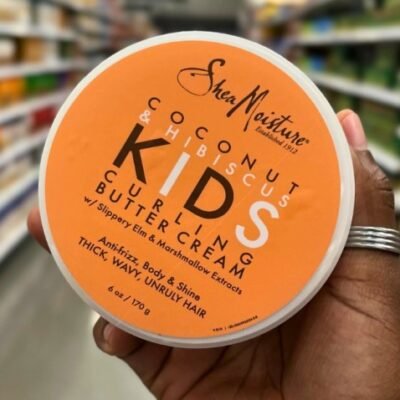 SheaMoisture®
Established 1912
COCONUT
& HIBISCUS
KIDS
CURLING
BUTTER CREAM
w/ Slippery Elm & Marshmallow Extracts
Anti-frizz, Body & Shine
THICK, WAVY, UNRULY HAIR
6 oz / 170 g